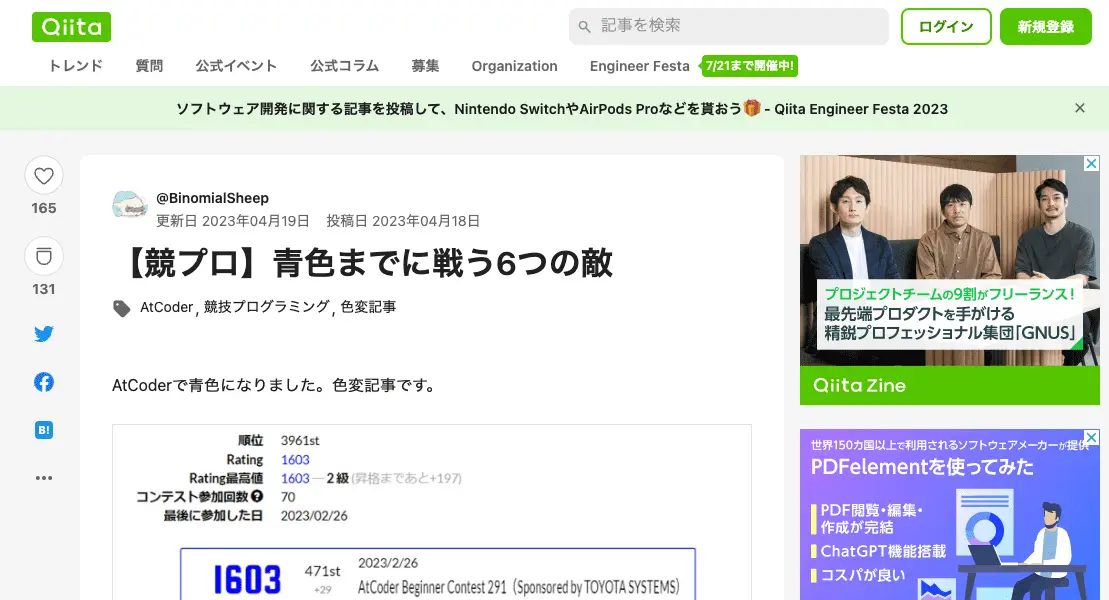 Qiita
記事を検索
ログイン
新規登録
トレンド
質問
公式イベント
公式コラム
募集
Organization
Engineer Festa
7/21まで開催中!
ソフトウェア開発に関する記事を投稿して、Nintendo SwitchやAirPods Proなどを貰おう🎁 - Qiita Engineer Festa 2023
165
131
B!
@BinomialSheep
更新日 2023年04月19日 投稿日 2023年04月18日
【競プロ】青色までに戦う6つの敵
AtCoder, 競技プログラミング, 色変記事
AtCoderで青色になりました。色変記事です。
順位 3961st
Rating 1603
Rating最高値 1603 ― 2級 (昇格まであと+197)
コンテスト参加回数 ? 70
最後に参加した日 2023/02/26
1603
471st
+29
2023/2/26
AtCoder Beginner Contest 291 (Sponsored by TOYOTA SYSTEMS)
プロジェクトチームの9割がフリーランス!
最先端プロダクトを手がける
精鋭プロフェッショナル集団「GNUS」
Qiita Zine
世界150カ国以上で利用されるソフトウェアメーカーが提供
PDFelementを使ってみた
PDF閲覧・編集・
作成が完結
ChatGPT機能搭載
コスパが良い